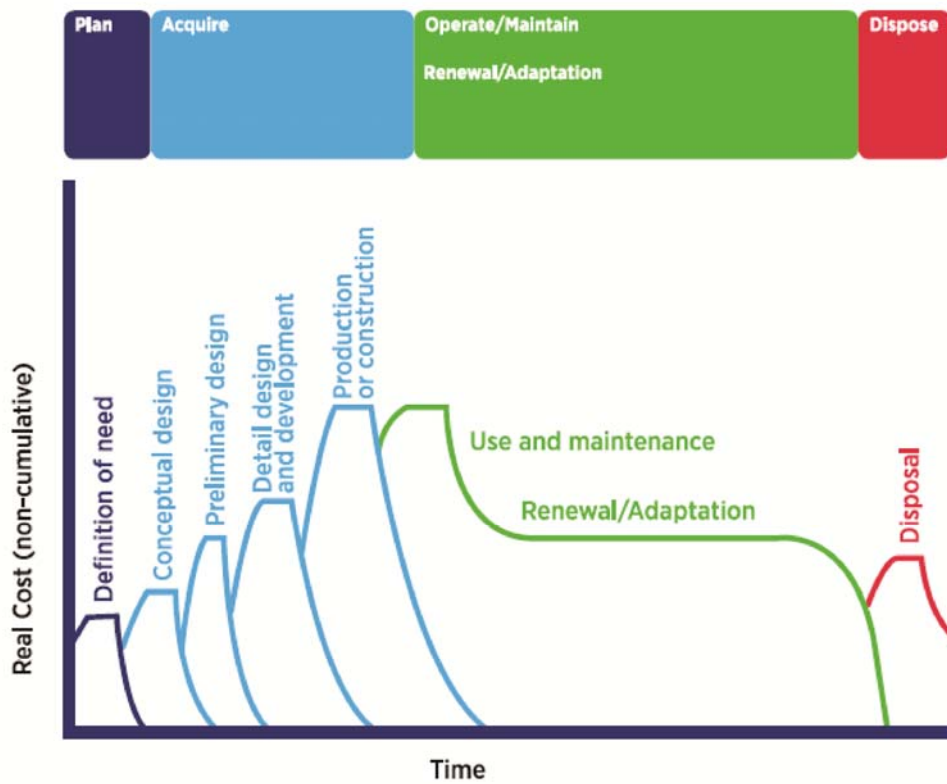 Plan
Acquire
Operate/Maintain
Dispose
Renewal/Adaptation
Real Cost (non-cumulative)
Definition of need
Conceptual design
Preliminary design
Detail design
and development
Production
or construction
Use and maintenance
Renewal/Adaptation
Disposal
Time